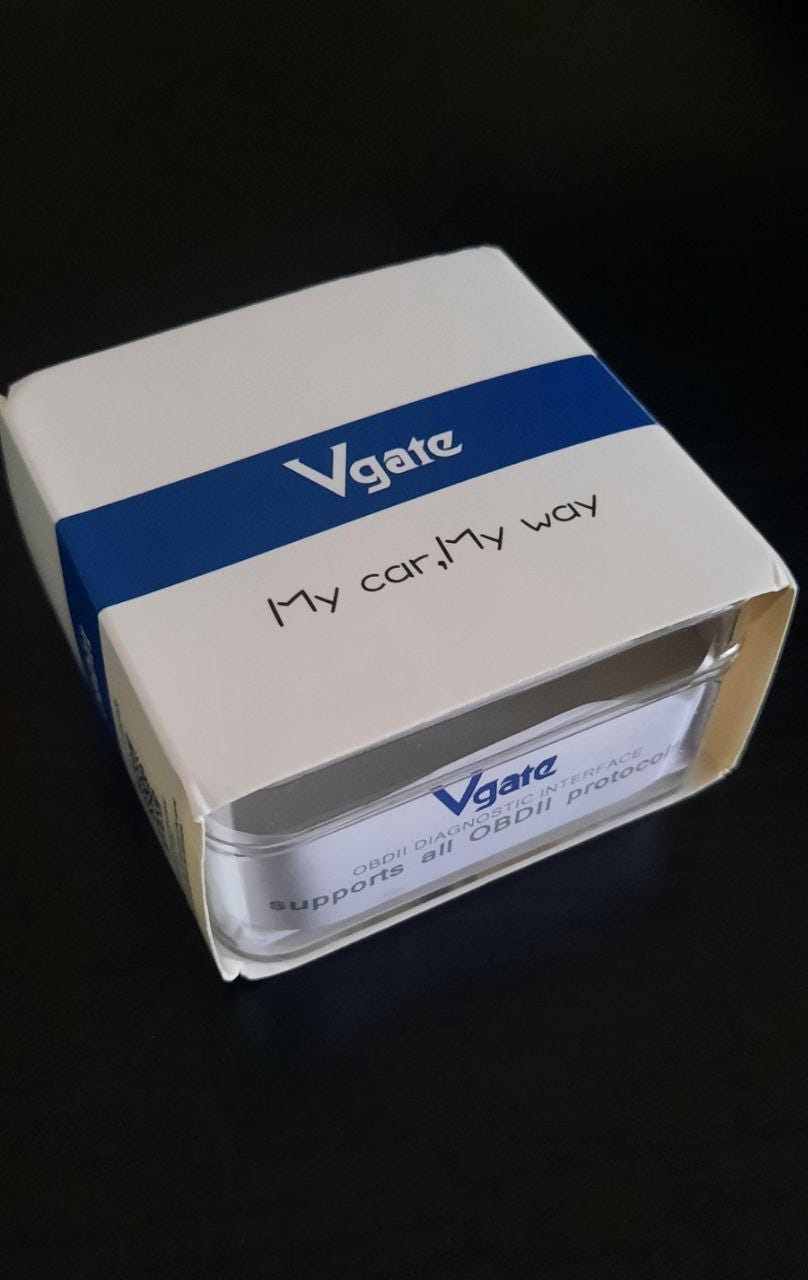 Vgate
My car,My way
Vgate
OBDII DIAGNOSTIC INTERFACE
supports all OBDII protocol